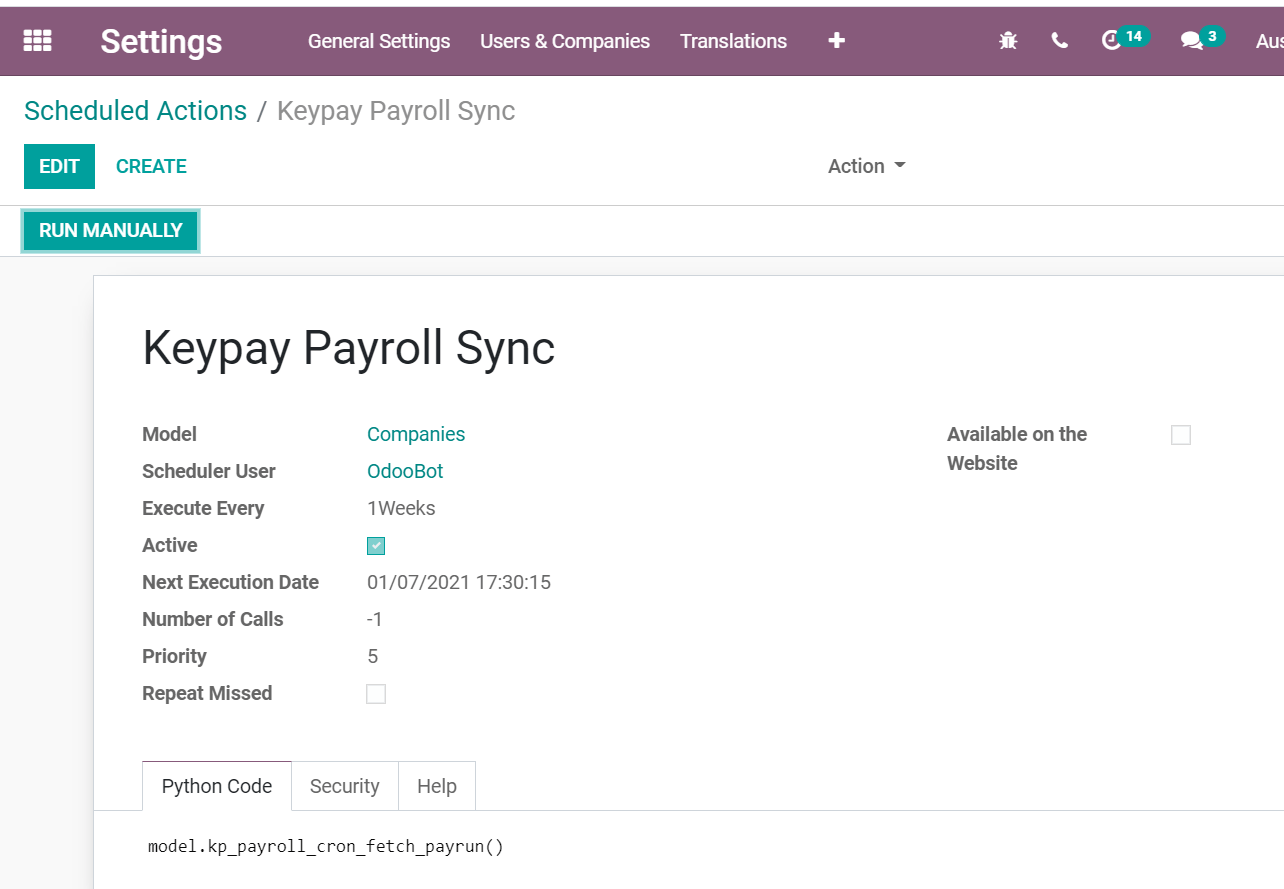 Settings General Settings Users & Companies Translations 14 3 Aus
Scheduled Actions / Keypay Payroll Sync
EDIT CREATE Action
RUN MANUALLY
Keypay Payroll Sync
Model Companies Available on the
Website
Scheduler User OdooBot
Execute Every 1Weeks
Active
Next Execution Date 01/07/2021 17:30:15
Number of Calls -1
Priority 5
Repeat Missed
Python Code Security Help
model.kp_payroll_cron_fetch_payrun()